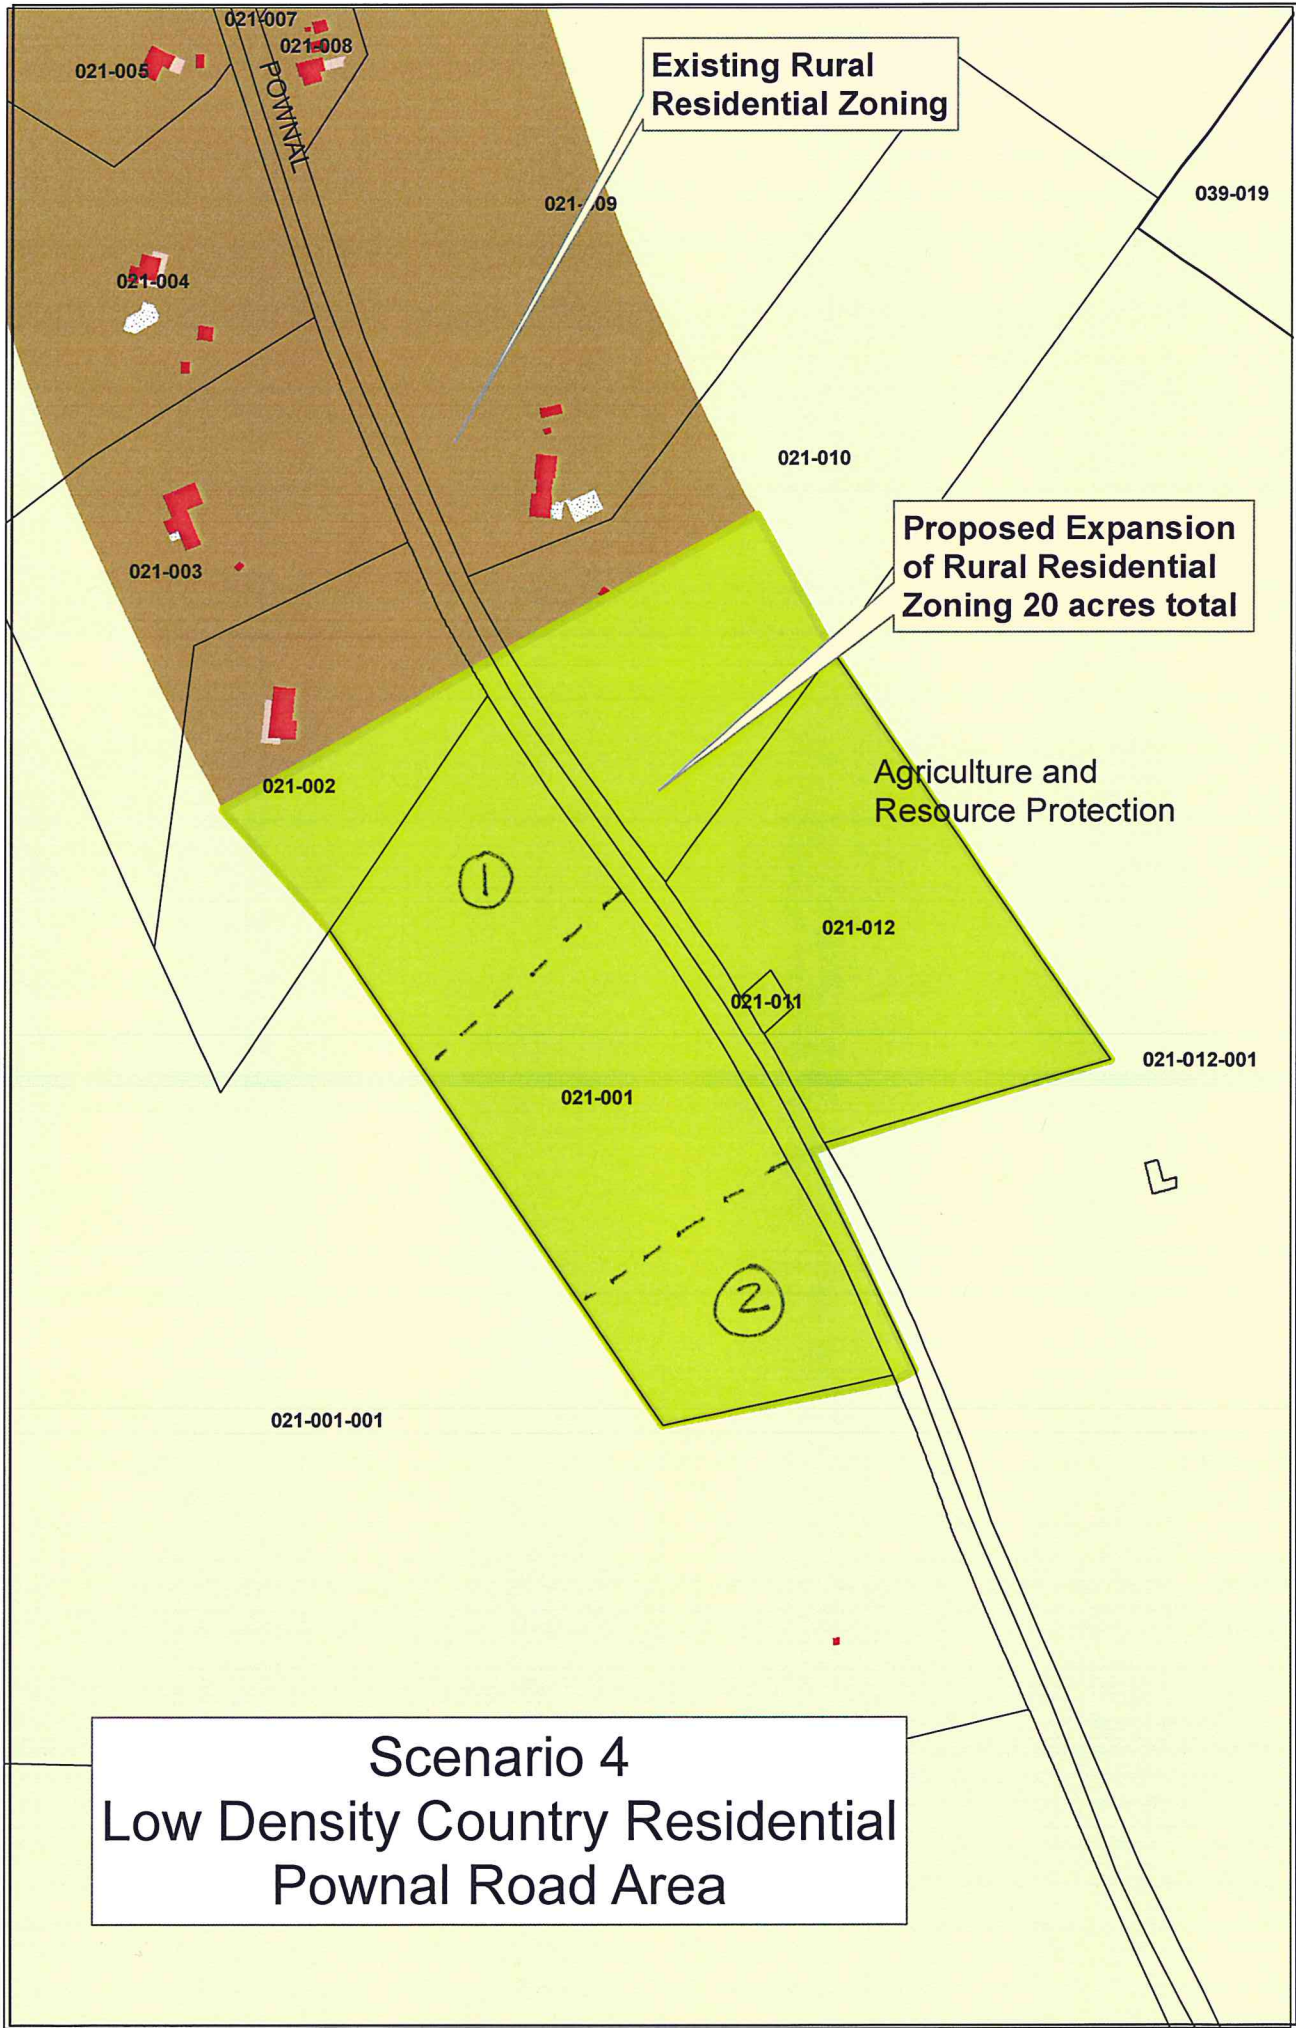 021-007
021-008
021-005
POWNAL
Existing Rural
Residential Zoning
021-009
039-019
021-004
021-010
Proposed Expansion
of Rural Residential
Zoning 20 acres total
021-003
Agriculture and
Resource Protection
021-002
1
021-012
021-011
021-012-001
021-001
2
021-001-001
Scenario 4
Low Density Country Residential
Pownal Road Area